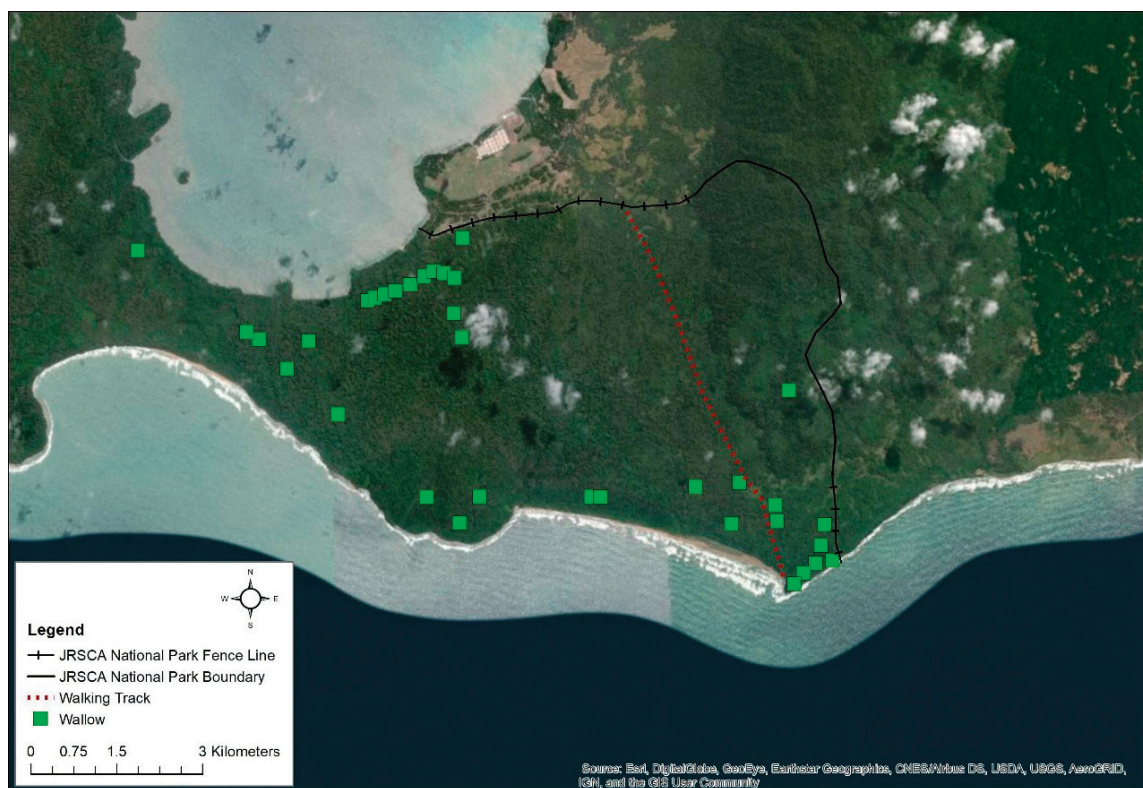 N
W E
S
Legend
JRSCA National Park Fence Line
JRSCA National Park Boundary
Walking Track
Wallow
0 0.75 1.5 3 Kilometers
Source: Esri, DigitalGlobe, GeoEye, Earthstar Geographics, CNES/Airbus DS, USDA, USGS, AeroGRID,
IGN, and the GIS User Community